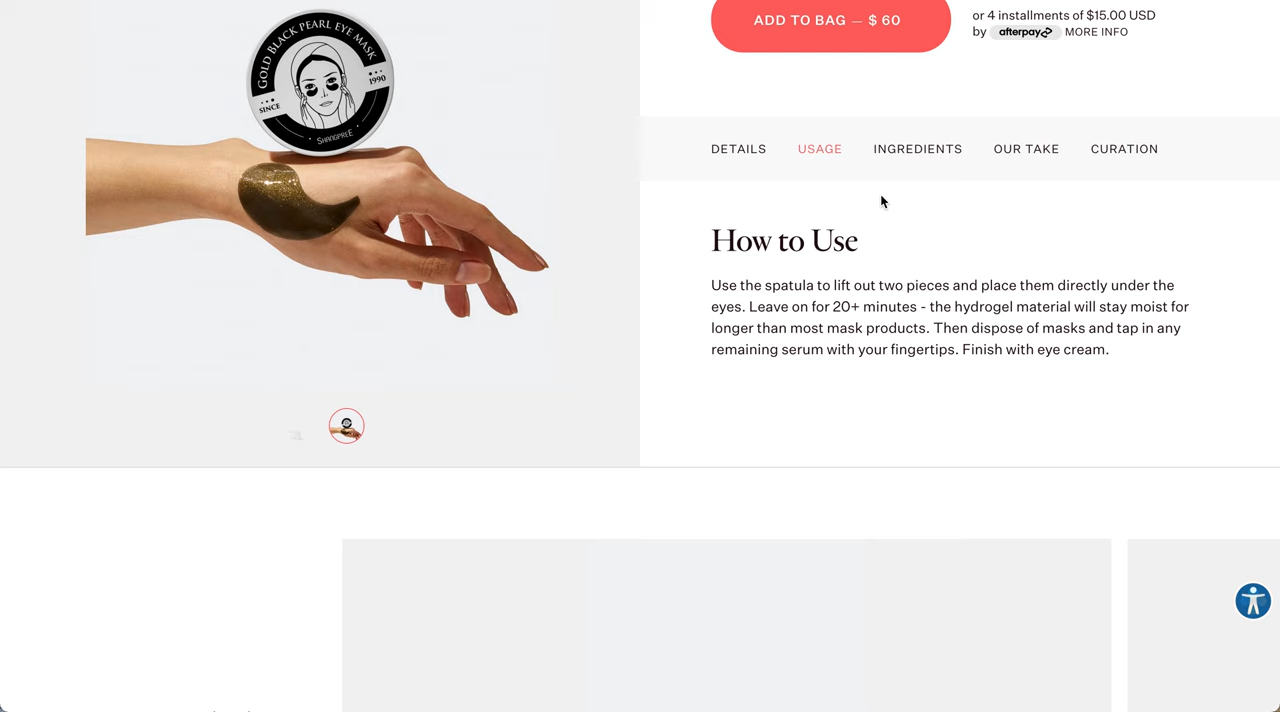 GOLD BLACK PEARL EYE MASK
SINCE
1990
SHANGPREE
ADD TO BAG — $ 60
or 4 installments of $15.00 USD
by afterpay MORE INFO
DETAILS USAGE INGREDIENTS OUR TAKE CURATION
How to Use
Use the spatula to lift out two pieces and place them directly under the
eyes. Leave on for 20+ minutes - the hydrogel material will stay moist for
longer than most mask products. Then dispose of masks and tap in any
remaining serum with your fingertips. Finish with eye cream.